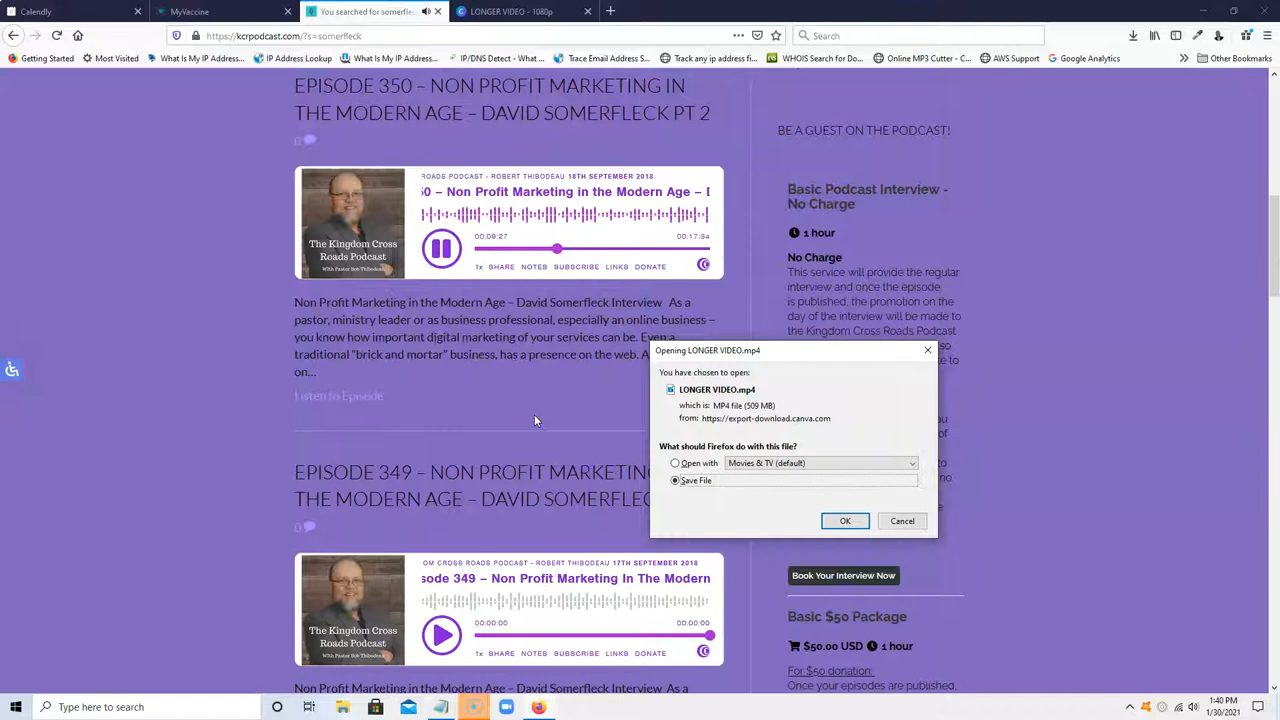 Calendly
MyVaccine
You searched for somerflec
LONGER VIDEO - 1080p
https://kcrpodcast.com/?s=somerfleck
Search
Getting Started
Most Visited
What Is My IP Address...
IP Address Lookup
What Is My IP Address...
IP/DNS Detect - What ...
Trace Email Address S...
Track any ip address fi...
WHOIS Search for Do...
Online MP3 Cutter - C...
AWS Support
Google Analytics
Other Bookmarks
EPISODE 350 – NON PROFIT MARKETING IN
THE MODERN AGE – DAVID SOMERFLECK PT 2
0
ROADS PODCAST - ROBERT THIBODEAU 18TH SEPTEMBER 2018
60 – Non Profit Marketing in the Modern Age –
00:09:27
00:17:34
1x SHARE NOTES SUBSCRIBE LINKS DONATE
The Kingdom Cross
Roads Podcast
With Pastor Bob Thibodeau
Non Profit Marketing in the Modern Age – David Somerfleck Interview As a
pastor, ministry leader or as business professional, especially an online business –
you know how important digital marketing of your services can be. Even a
traditional “brick and mortar” business, has a presence on the web. A
on…
Listen to Episode
EPISODE 349 – NON PROFIT MARKETING
THE MODERN AGE – DAVID SOMERFLEC
0
OM CROSS ROADS PODCAST - ROBERT THIBODEAU 17TH SEPTEMBER 2018
sode 349 – Non Profit Marketing In The Modern
00:00:00
00:00:00
1x SHARE NOTES SUBSCRIBE LINKS DONATE
The Kingdom Cross
Roads Podcast
With Pastor Bob Thibodeau
Non Profit Marketing in the Modern Age – David Somerfleck Interview As a
BE A GUEST ON THE PODCAST!
Basic Podcast Interview -
No Charge
1 hour
No Charge
This service will provide the regular
interview and once the episode
is published, the promotion on the
day of the interview will be made to
the Kingdom Cross Roads Podcast
so
e to
au
to
no
e
Book Your Interview Now
Basic $50 Package
$50.00 USD 1 hour
For $50 donation:
Once your episodes are published,
Opening LONGER VIDEO.mp4
You have chosen to open:
LONGER VIDEO.mp4
which is: MP4 file (509 MB)
from: https://export-download.canva.com
What should Firefox do with this file?
Open with
Movies & TV (default)
Save File
OK
Cancel
Type here to search
1:40 PM
1/30/2021